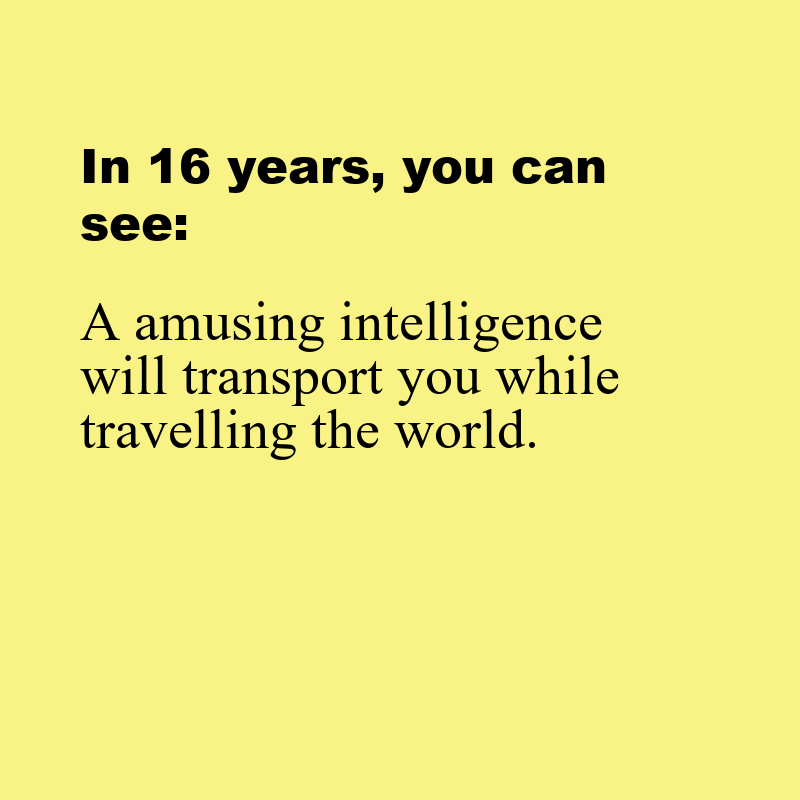 In 16 years, you can
see:
A amusing intelligence
will transport you while
travelling the world.